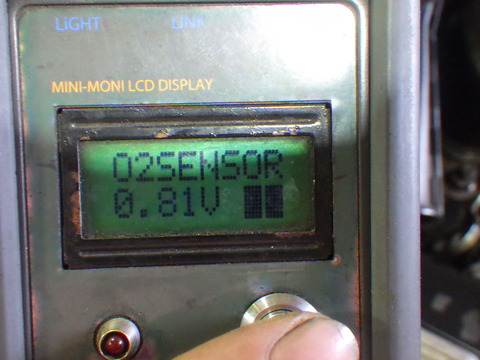 LIGHT LINK
MINI-MONI LCD DISPLAY
O2SENSOR
0.81V